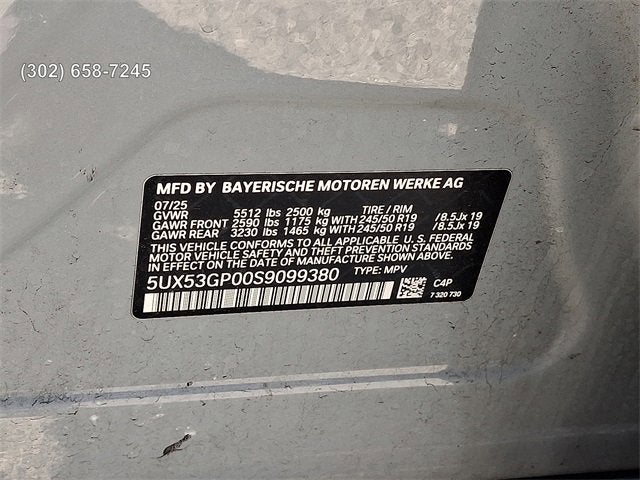 (302) 658-7245
MFD BY BAYERISCHE MOTOREN WERKE AG
07/25
GVWR 5512 lbs 2500 kg TIRE / RIM
GAWR FRONT 2590 lbs 1175 kg WITH 245/50 R19 /8.5Jx 19
GAWR REAR 3230 lbs 1465 kg WITH 245/50 R19 /8.5Jx 19
THIS VEHICLE CONFORMS TO ALL APPLICABLE U.S. FEDERAL
MOTOR VEHICLE SAFETY AND THEFT PREVENTION STANDARDS
IN EFFECT ON THE DATE OF MANUFACTURE SHOWN ABOVE.
5UX53GP00S9099380 TYPE: MPV
C4P
7 320 730